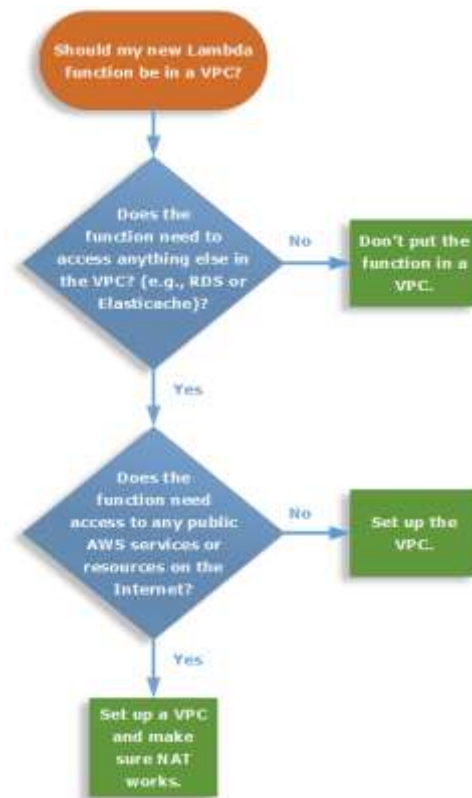 Should my new Lambda
function be in a VPC?
Does the
function need to
access anything else in
the VPC? (e.g., RDS or
Elasticache)?
No
Don't put the
function in a
VPC.
Yes
Does the
function need
access to any public
AWS services or
resources on the
Internet?
No
Set up the
VPC.
Yes
Set up a VPC
and make
sure NAT
works.